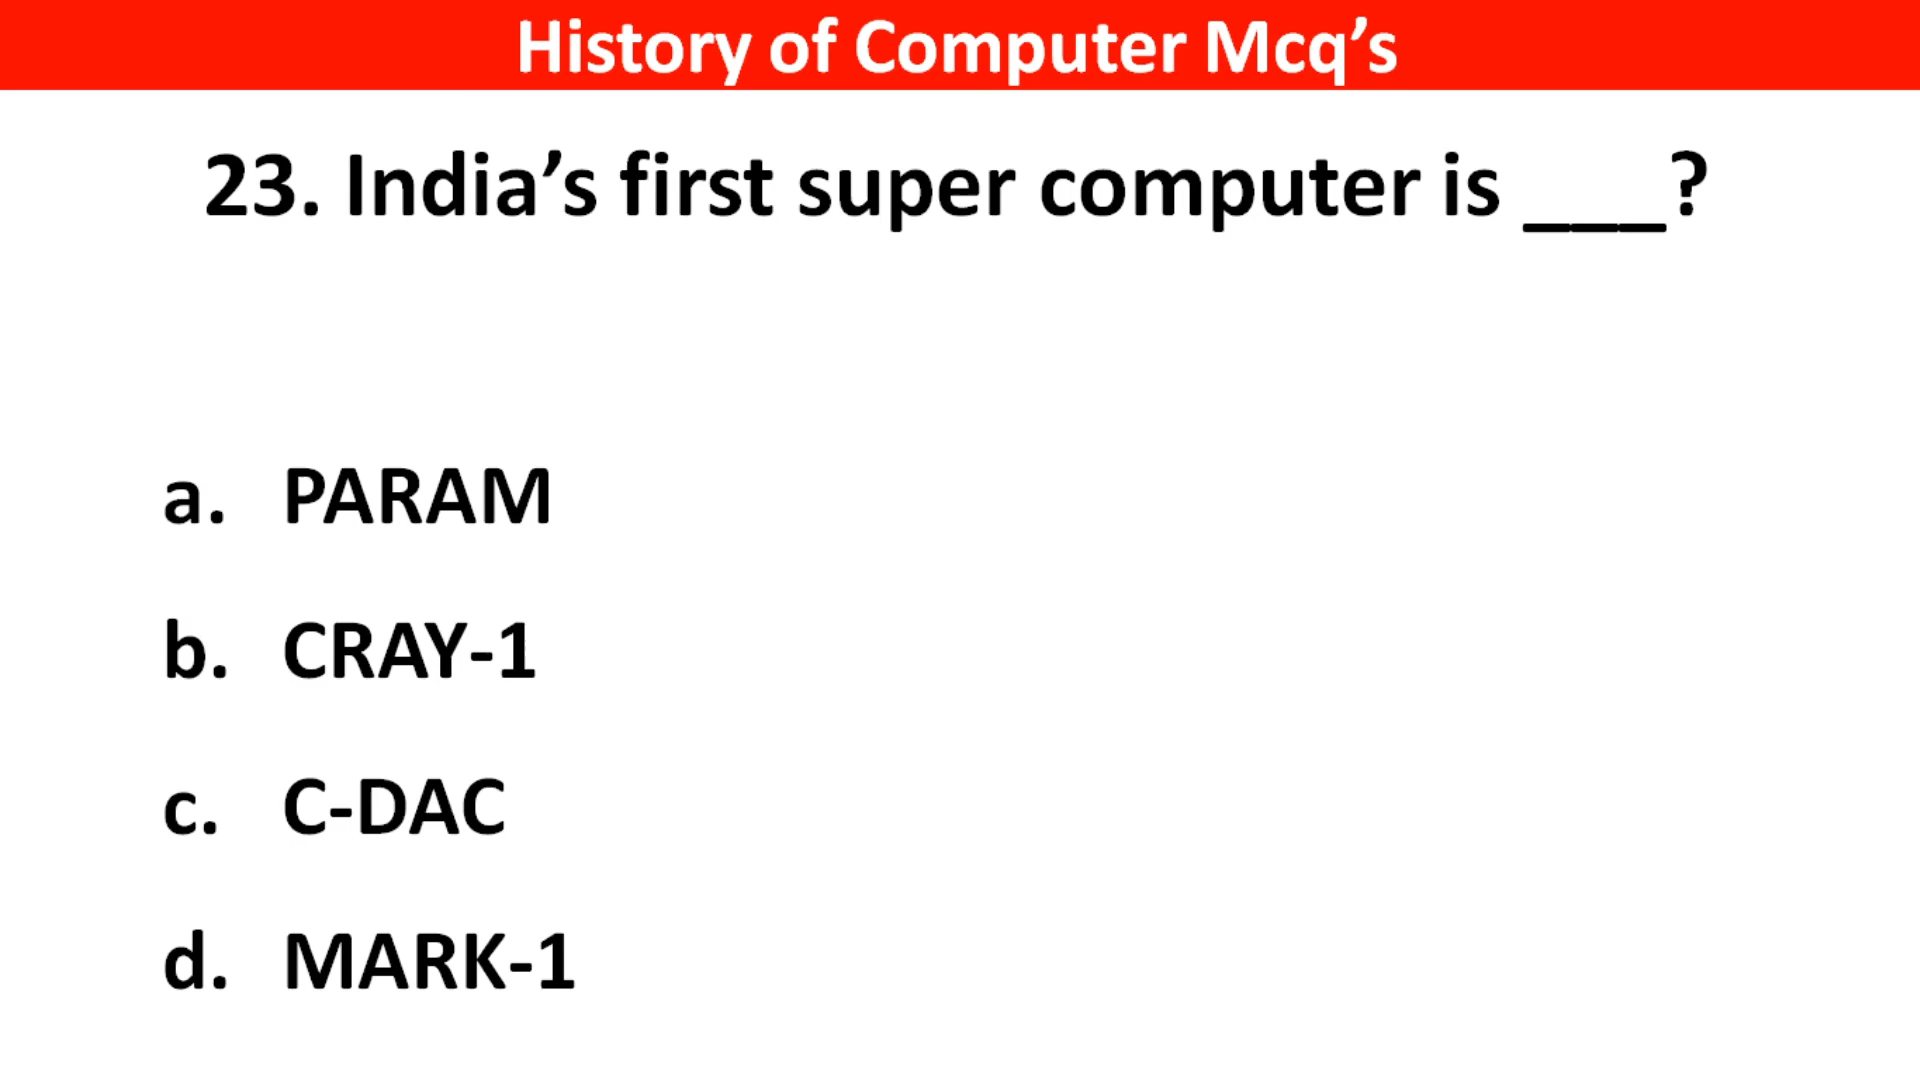 History of Computer Mcq’s
23. India’s first super computer is ___?
a. PARAM
b. CRAY-1
c. C-DAC
d. MARK-1